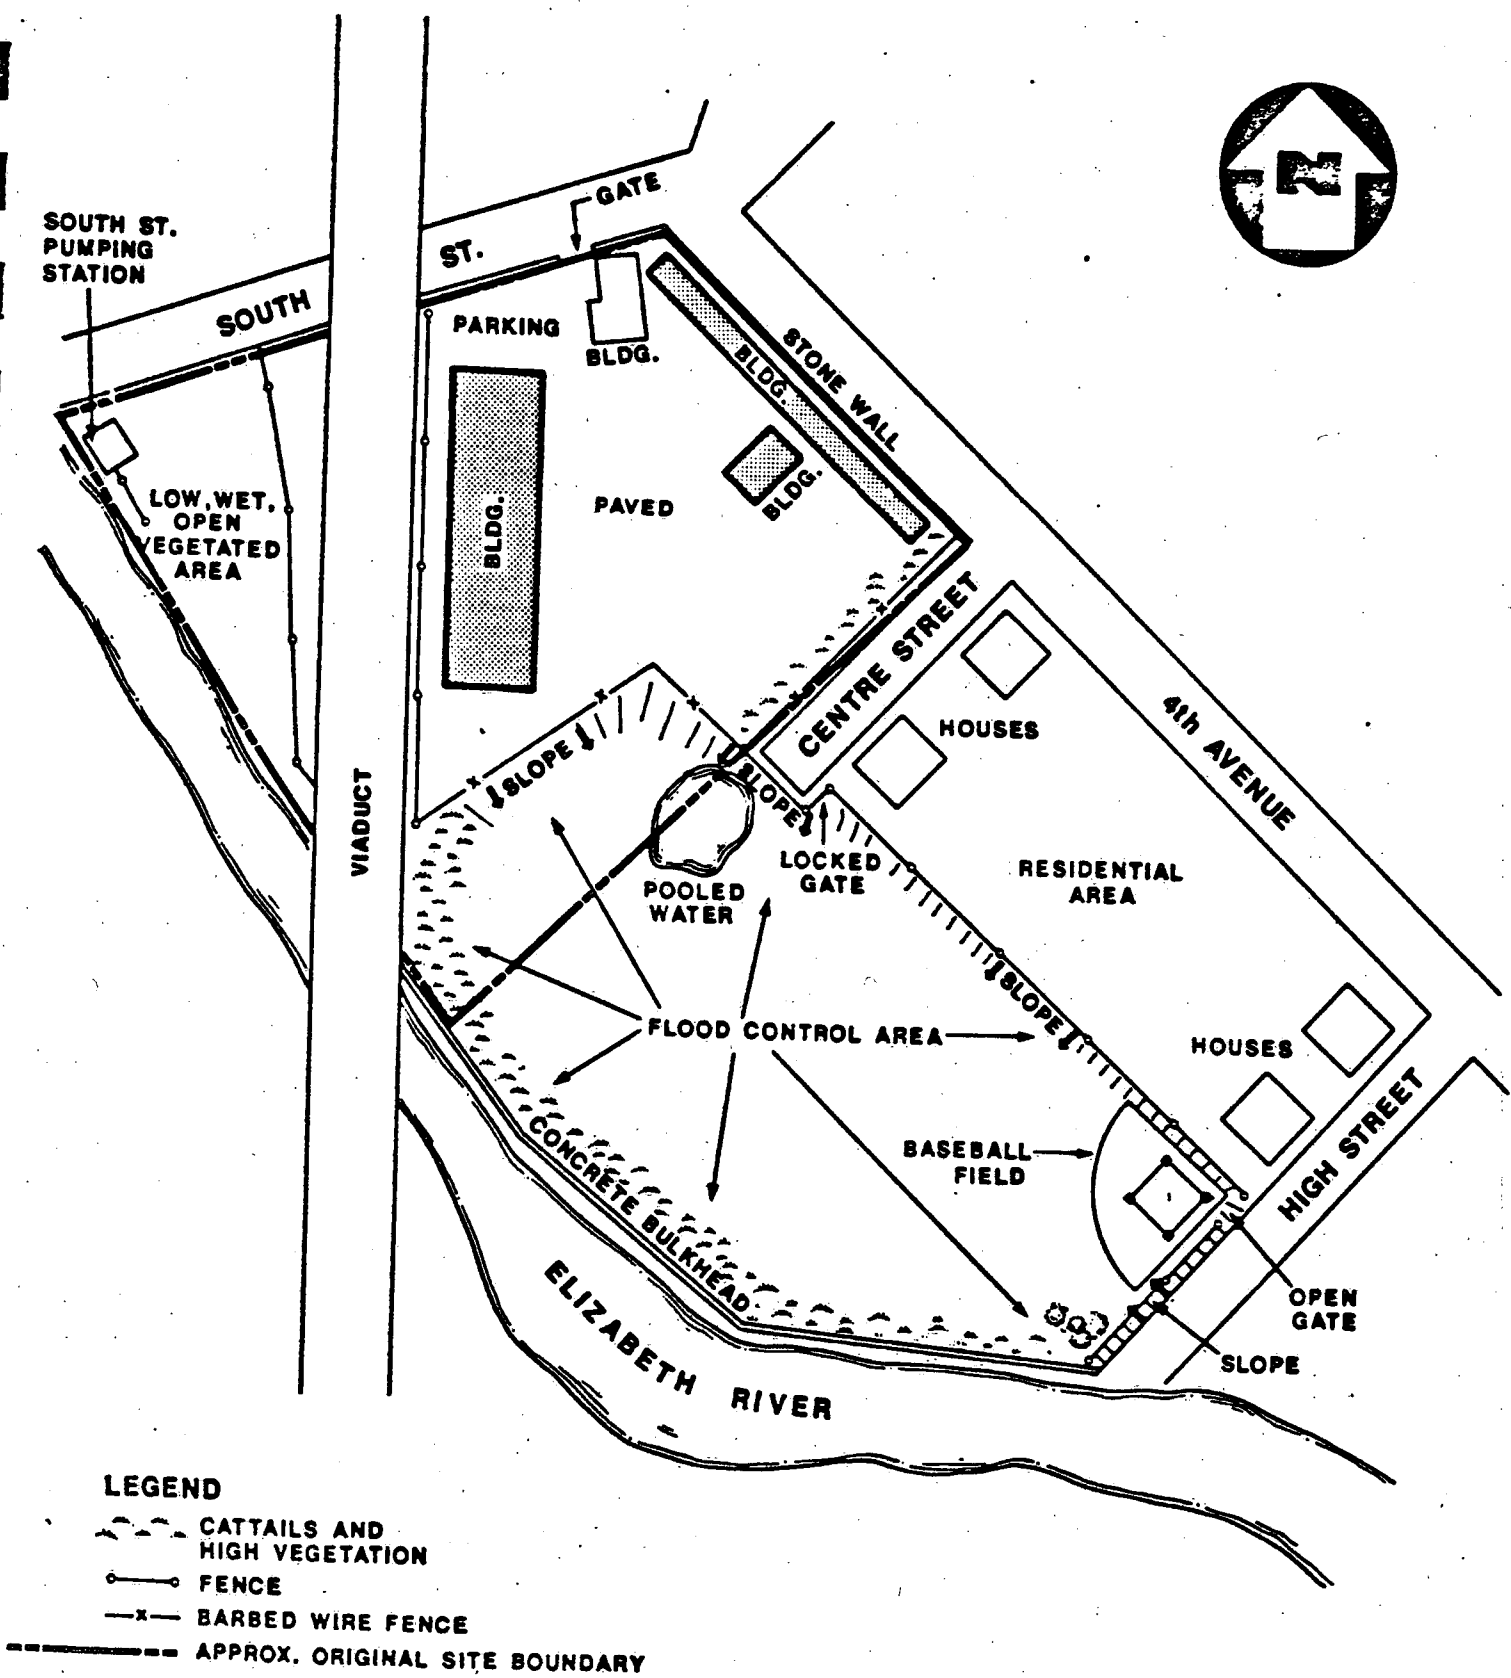 N
GATE
SOUTH ST.
PUMPING
STATION
SOUTH ST.
PARKING
BLDG.
STONE WALL
BLDG.
BLDG.
BLDG.
PAVED
LOW, WET,
OPEN
VEGETATED
AREA
CENTRE STREET
HOUSES
4th AVENUE
SLOPE
SLOPE
VIADUCT
LOCKED
GATE
RESIDENTIAL
AREA
POOLED
WATER
SLOPE
FLOOD CONTROL AREA
HOUSES
HIGH STREET
BASEBALL
FIELD
CONCRETE BULKHEAD
OPEN
GATE
SLOPE
ELIZABETH RIVER
LEGEND
CATTAILS AND
HIGH VEGETATION
FENCE
BARBED WIRE FENCE
APPROX. ORIGINAL SITE BOUNDARY